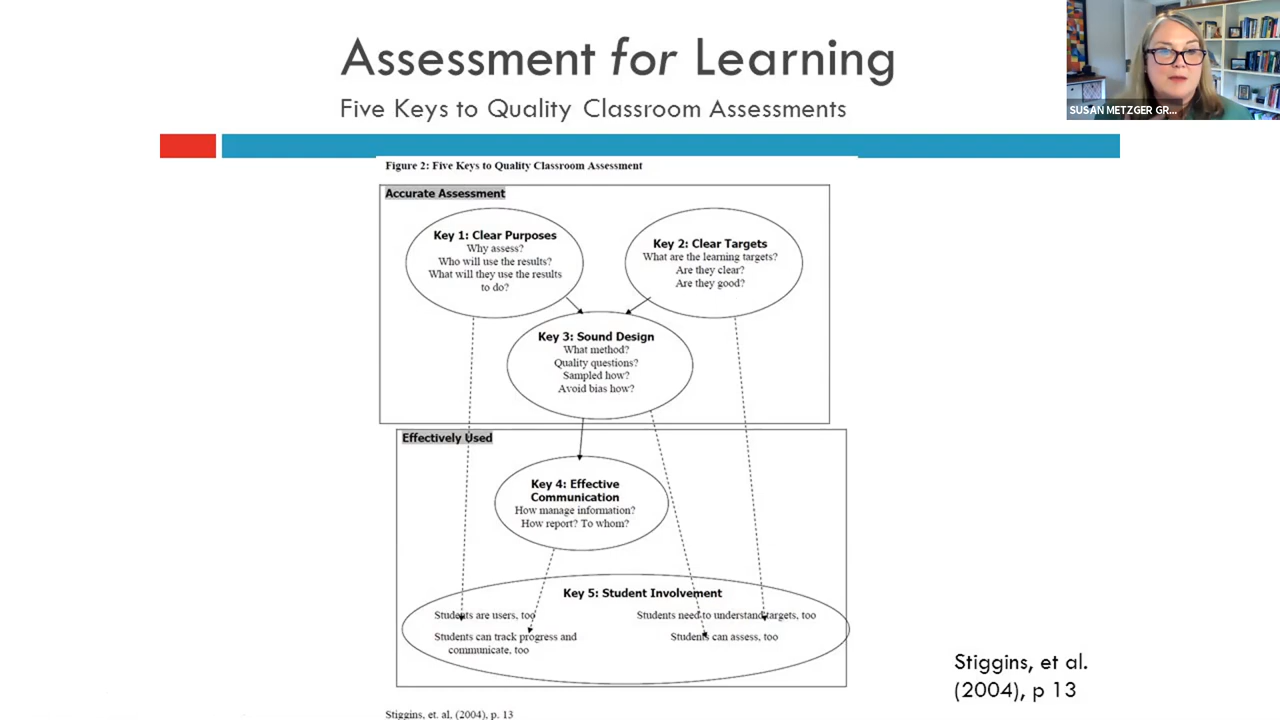 Assessment for Learning
Five Keys to Quality Classroom Assessments
SUSAN METZGER GR...
Figure 2: Five Keys to Quality Classroom Assessment
Accurate Assessment
Key 1: Clear Purposes
Why assess?
Who will use the results?
What will they use the results
to do?
Key 2: Clear Targets
What are the learning targets?
Are they clear?
Are they good?
Key 3: Sound Design
What method?
Quality questions?
Sampled how?
Avoid bias how?
Effectively Used
Key 4: Effective
Communication
How manage information?
How report? To whom?
Key 5: Student Involvement
Students are users, too
Students can track progress and
communicate, too
Students need to understand targets, too
Students can assess, too
Stiggins, et al.
(2004), p 13
Stiggins, et. al, (2004), p. 13